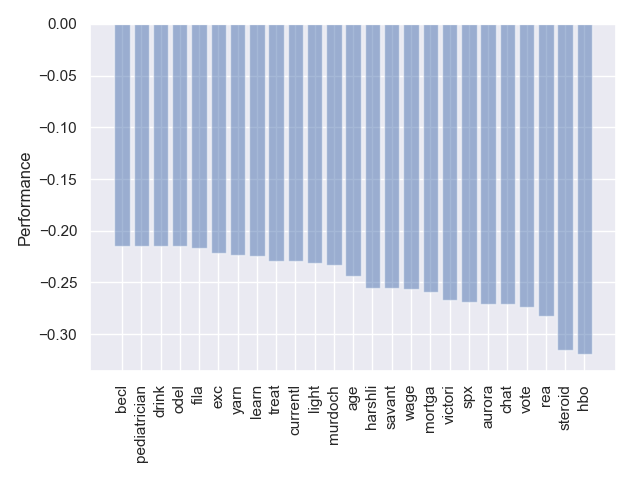 0.00
−0.05
−0.10
−0.15
−0.20
−0.25
−0.30
Performance
becl
pediatrician
drink
odel
fila
exc
yarn
learn
treat
currentl
light
murdoch
age
harshli
savant
wage
mortga
victori
spx
aurora
chat
vote
rea
steroid
hbo